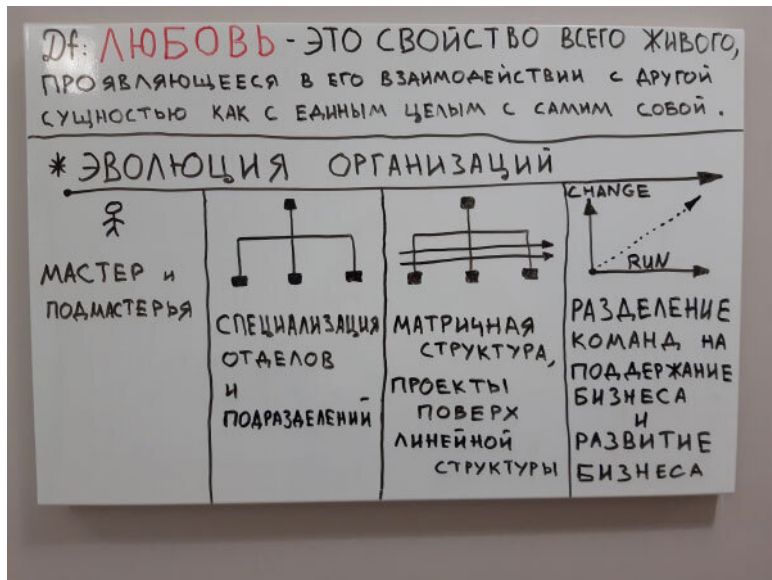 Df: ЛЮБОВЬ - ЭТО СВОЙСТВО ВСЕГО ЖИВОГО,
ПРОЯВЛЯЮЩЕЕСЯ В ЕГО ВЗАИМОДЕЙСТВИИ С ДРУГОЙ
СУЩНОСТЬЮ КАК С ЕДИНЫМ ЦЕЛЫМ С САМИМ СОБОЙ.
* ЭВОЛЮЦИЯ ОРГАНИЗАЦИЙ
МАСТЕР и
ПОДМАСТЕРЬЯ
СПЕЦИАЛИЗАЦИЯ
ОТДЕЛОВ
И
ПОДРАЗДЕЛЕНИЙ
МАТРИЧНАЯ
СТРУКТУРА,
ПРОЕКТЫ
ПОВЕРХ
ЛИНЕЙНОЙ
СТРУКТУРЫ
CHANGE
RUN
РАЗДЕЛЕНИЕ
КОМАНД НА
ПОДДЕРЖАНИЕ
БИЗНЕСА
И
РАЗВИТИЕ
БИЗНЕСА